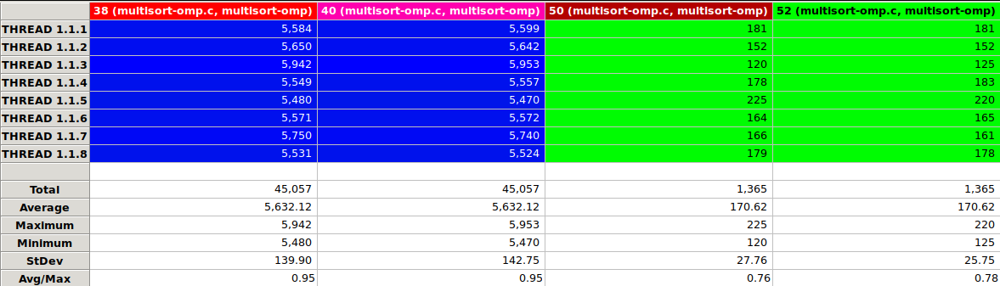 38 (multisort-omp.c, multisort-omp) 40 (multisort-omp.c, multisort-omp) 50 (multisort-omp.c, multisort-omp) 52 (multisort-omp.c, multisort-omp)
THREAD 1.1.1 5,584 5,599 181 181
THREAD 1.1.2 5,650 5,642 152 152
THREAD 1.1.3 5,942 5,953 120 125
THREAD 1.1.4 5,549 5,557 178 183
THREAD 1.1.5 5,480 5,470 225 220
THREAD 1.1.6 5,571 5,572 164 165
THREAD 1.1.7 5,750 5,740 166 161
THREAD 1.1.8 5,531 5,524 179 178
Total 45,057 45,057 1,365 1,365
Average 5,632.12 5,632.12 170.62 170.62
Maximum 5,942 5,953 225 220
Minimum 5,480 5,470 120 125
StDev 139.90 142.75 27.76 25.75
Avg/Max 0.95 0.95 0.76 0.78